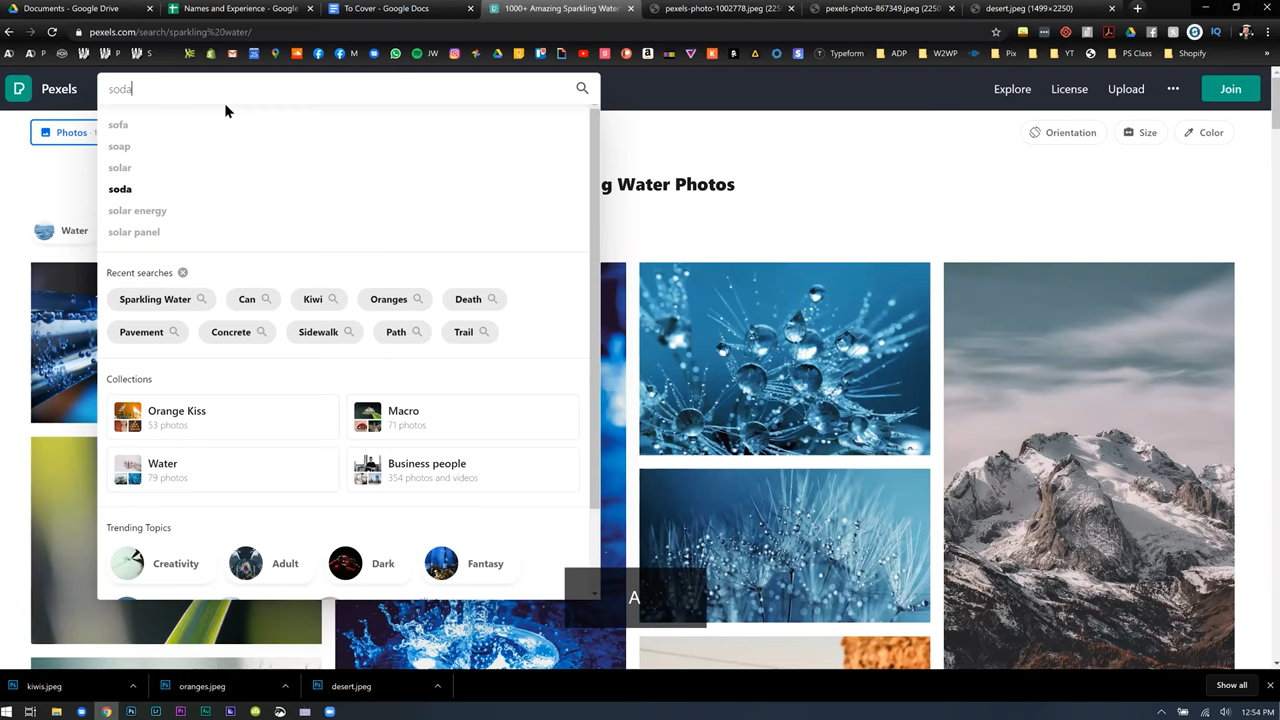 Documents - Google Drive
Names and Experience - Google
To Cover - Google Docs
1000+ Amazing Sparkling Water
pexels-photo-1002778.jpeg (225
pexels-photo-867349.jpeg (2250
desert.jpeg (1499×2250)
pexels.com/search/sparkling%20water/
W
P
W
P
JW
Typeform
ADP
W2WP
Pix
YT
PS Class
Shopify
Pexels
soda
Explore
License
Upload
Join
Photos
Orientation
Size
Color
sofa
soap
solar
soda
solar energy
solar panel
g Water Photos
Water
Recent searches
Sparkling Water
Can
Kiwi
Oranges
Death
Pavement
Concrete
Sidewalk
Path
Trail
Collections
Orange Kiss
53 photos
Macro
71 photos
Water
79 photos
Business people
354 photos and videos
Trending Topics
Creativity
Adult
Dark
Fantasy
A
kiwis.jpeg
oranges.jpeg
desert.jpeg
Show all
12:54 PM